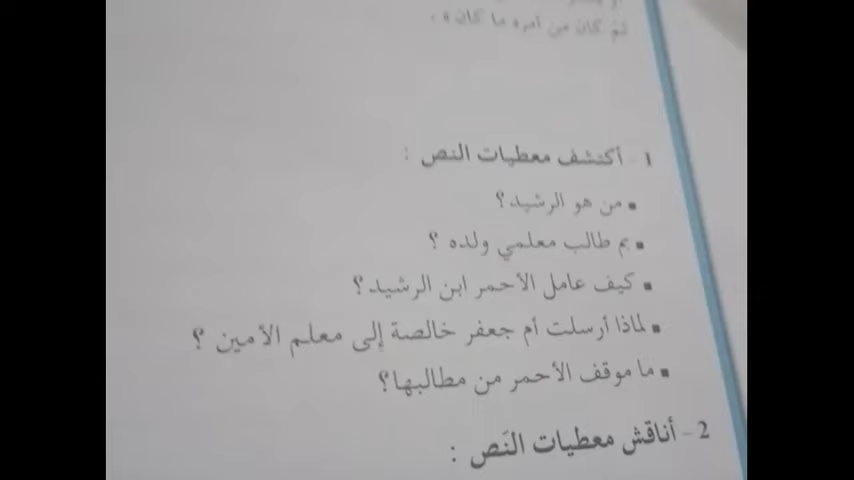 ثم كان من أمره ما كان » .
1 - أكتشف معطيات النص :
▪ من هو الرشيد؟
▪ بم طالب معلمي ولده ؟
▪ كيف عامل الأحمر ابن الرشيد؟
▪ لماذا أرسلت أم جعفر خالصة إلى معلم الأمين ؟
▪ ما موقف الأحمر من مطالبها؟
2 - أناقش معطيات النَص :